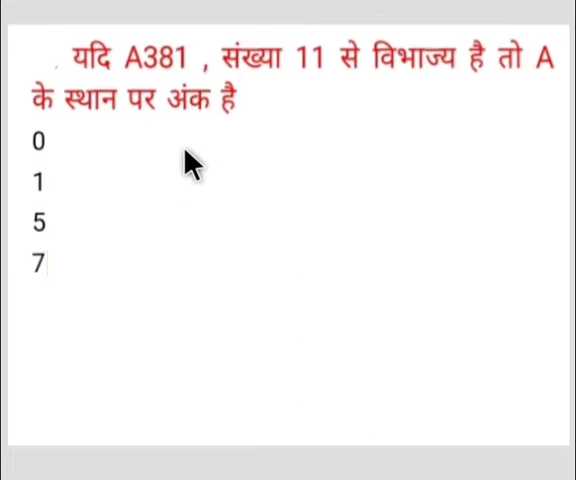 यदि A381 , संख्या 11 से विभाज्य है तो A
के स्थान पर अंक है
0
1
5
7